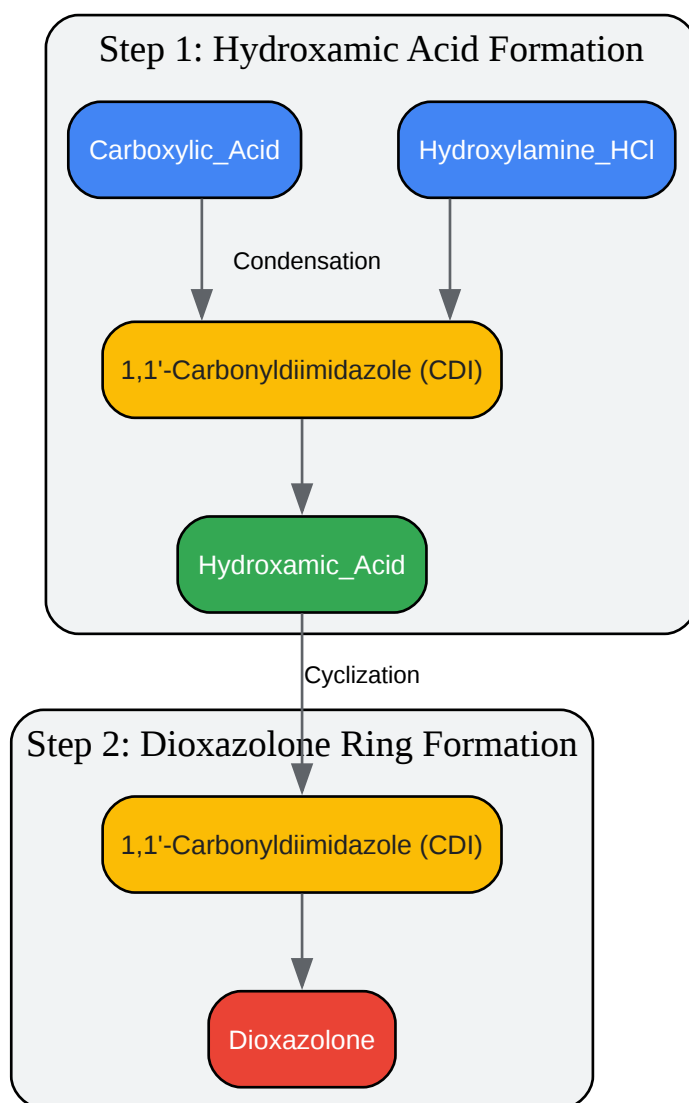 Step 1: Hydroxamic Acid Formation
Carboxylic_Acid
Hydroxylamine_HCl
Condensation
1,1'-Carbonyldiimidazole (CDI)
Hydroxamic_Acid
Cyclization
Step 2: Dioxazolone Ring Formation
1,1'-Carbonyldiimidazole (CDI)
Dioxazolone